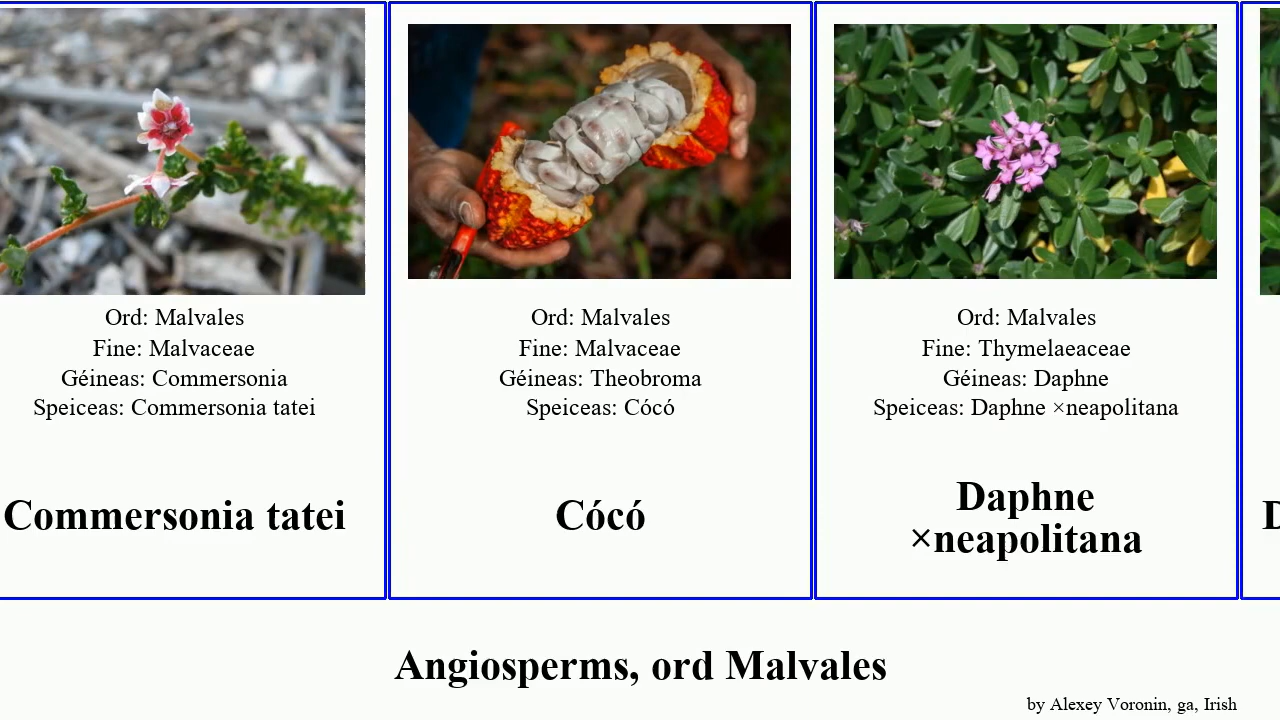 Ord: Malvales
Fine: Malvaceae
Géineas: Commersonia
Speiceas: Commersonia tatei
Commersonia tatei
Ord: Malvales
Fine: Malvaceae
Géineas: Theobroma
Speiceas: Cócó
Cócó
Ord: Malvales
Fine: Thymelaeaceae
Géineas: Daphne
Speiceas: Daphne ×neapolitana
Daphne
×neapolitana
Angiosperms, ord Malvales
by Alexey Voronin, ga, Irish